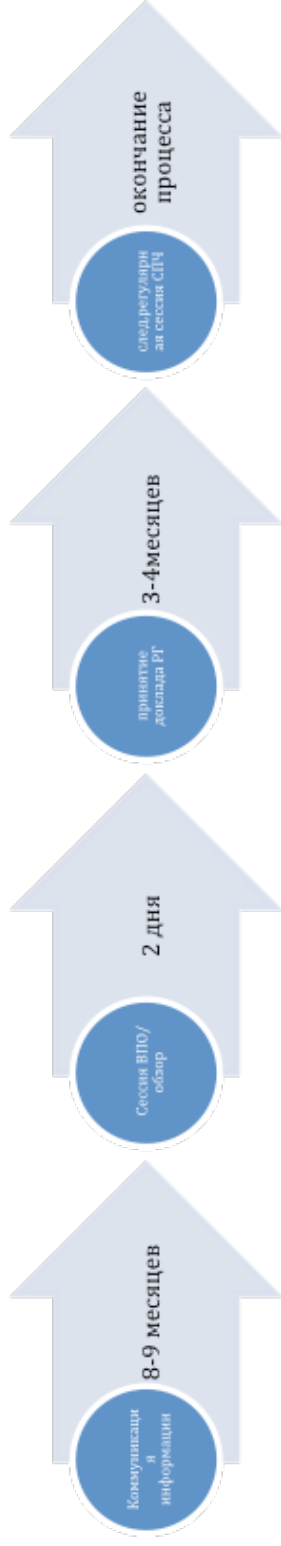 Коммуникаци
я
информации
8-9 месяцев
Сессия ВПО/
обзор
2 дня
принятие
доклада РГ
3-4месяцев
след.регулярн
ая сессия СПЧ
окончание
процесса